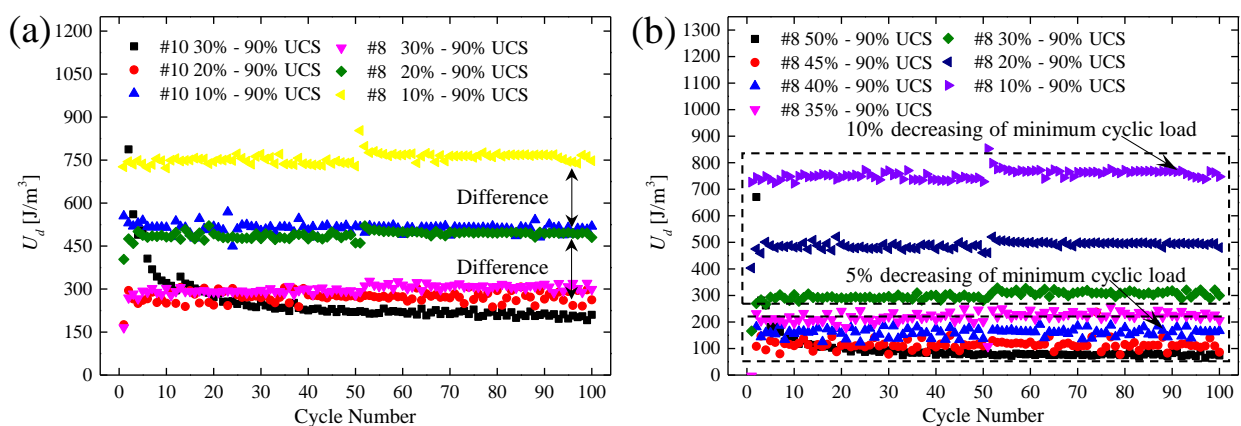 (a)
1300
1050
900
750
600
450
300
150
0
U_d [J/m³]
#10 30% - 90% UCS
#10 20% - 90% UCS
#10 10% - 90% UCS
#8 30% - 90% UCS
#8 20% - 90% UCS
#8 10% - 90% UCS
Difference
Difference
0 10 20 30 40 50 60 70 80 90 100
Cycle Number
(b)
1300
1200
1100
1000
900
800
700
600
500
400
300
200
100
0
U_d [J/m³]
#8 50% - 90% UCS
#8 45% - 90% UCS
#8 40% - 90% UCS
#8 35% - 90% UCS
#8 30% - 90% UCS
#8 20% - 90% UCS
#8 10% - 90% UCS
10% decreasing of minimum cyclic load
5% decreasing of minimum cyclic load
0 10 20 30 40 50 60 70 80 90 100
Cycle Number